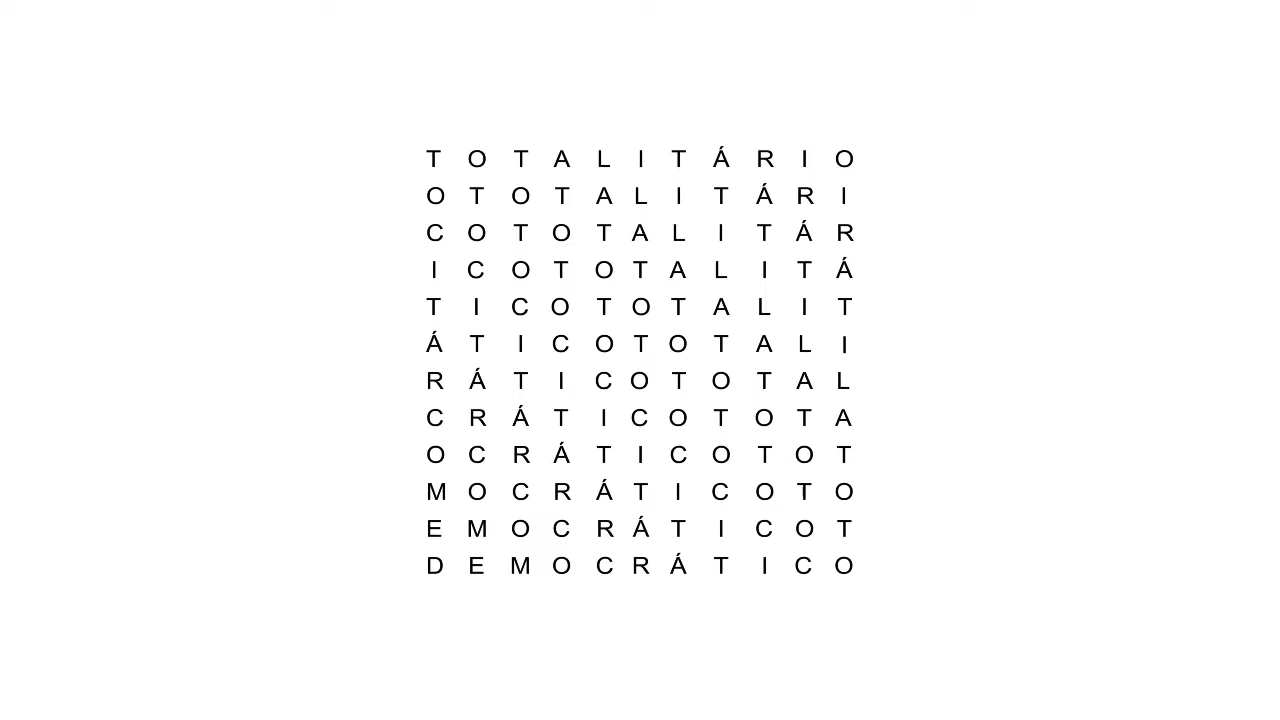 T O T A L I T Á R I O
O T O T A L I T Á R I
C O T O T A L I T Á R
I C O T O T A L I T Á
T I C O T O T A L I T
Á T I C O T O T A L I
R Á T I C O T O T A L
C R Á T I C O T O T A
O C R Á T I C O T O T
M O C R Á T I C O T O
E M O C R Á T I C O T
D E M O C R Á T I C O